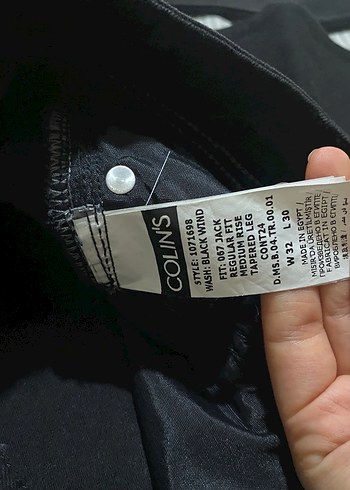 COLIN'S
STYLE: 1071698
WASH: BLACK WIND
FIT: 067 JACK
REGULAR FIT
MEDIUM RISE
TAPERED LEG
CONT24
D.MS.B.04.TR.00.01
W 32 L 30
MADE IN EGYPT/